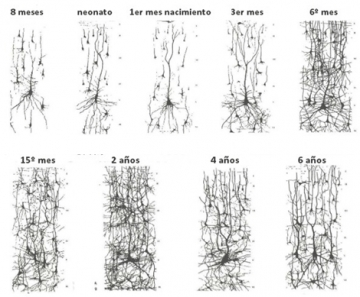 8 meses
neonato
1er mes nacimiento
3er mes
6º mes
15º mes
2 años
4 años
6 años